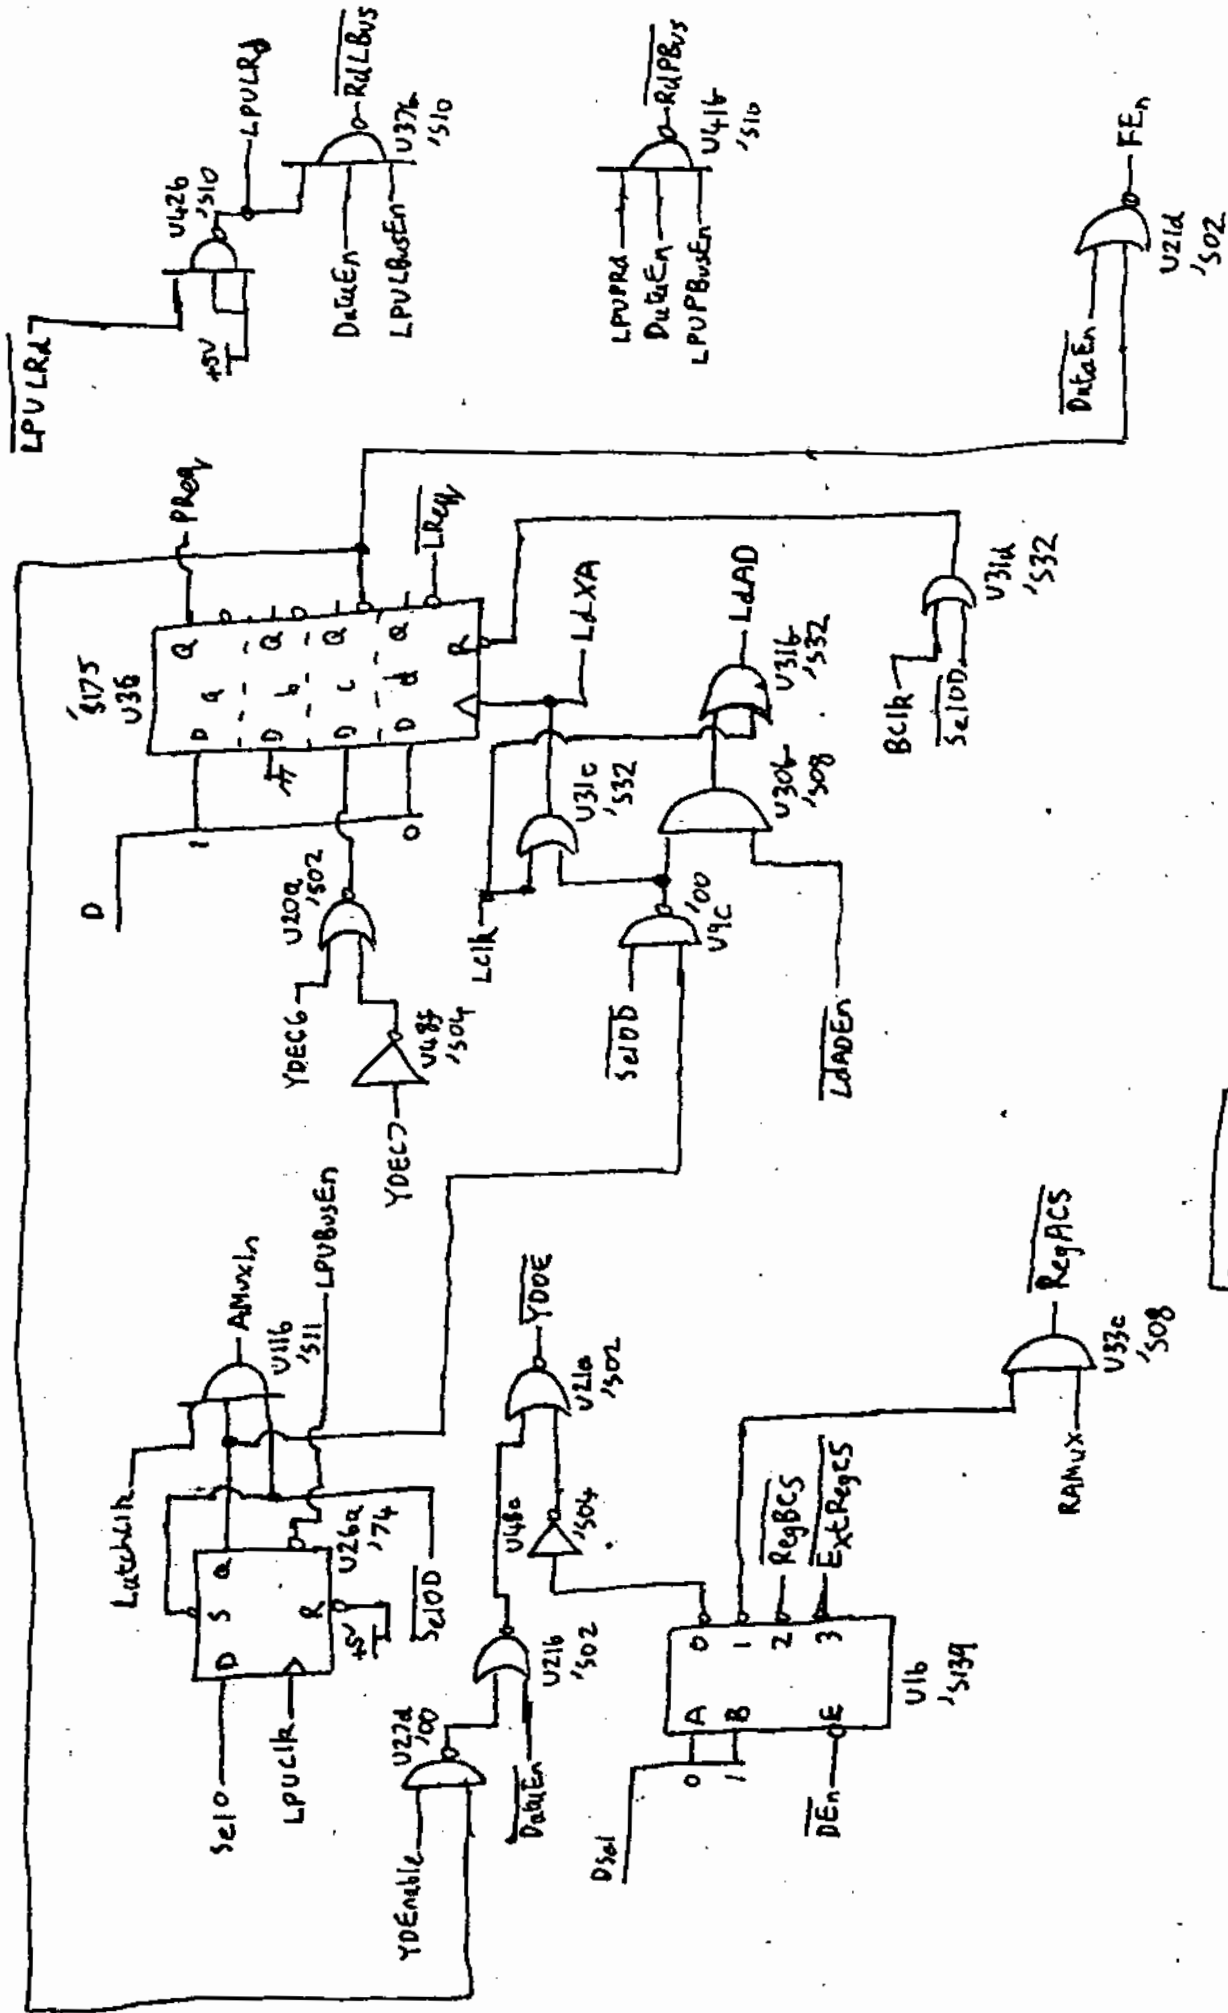 LatchClk
AMuxIn
U11b
'S11
LPUBusEn
Sel0
D
S
Q
R
U26a
'74
LPUClk
+5V
SelOD
YDEnable
U27d
'00
DataEn
U21b
'S02
U48c
'S04
U21a
'S02
YDOE
DSel
0
1
A
B
E
0
1
2
3
RegBCS
ExtRegCS
U1b
'S139
DEn
RAMux
U33c
'S08
RegACS
D
1
0
'S175
U36
D
a
Q
D
b
Q
D
c
Q
D
d
Q
R
PReq
LReq
YDEC6
U20a
'S02
YDEC7
U48f
'S04
LClk
U31c
'S32
LdXA
SelOD
'00
U9c
LdADEn
U30b
'S08
U31b
'S32
LdAD
BClk
SelOD
U31d
'S32
LPULRd
+5V
U42b
'S10
LPULRd
DataEn
LPULBusEn
RdLBus
U37b
'S10
LPUPRd
DataEn
LPUPBusEn
RdPBus
U41b
'S10
DataEn
FEn
U21d
'S02